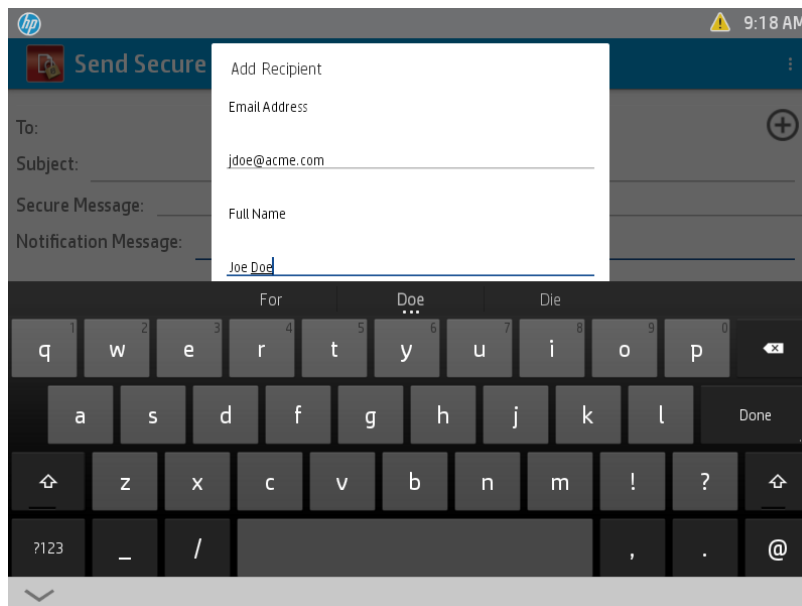 hp
9:18 AM
Send Secure
Add Recipient
Email Address
To:
jdoe@acme.com
Subject:
Secure Message:
Full Name
Notification Message:
Joe Doe
For Doe Die
q 1 w 2 e 3 r 4 t 5 y 6 u 7 i 8 o 9 p 0
a s d f g h j k l Done
z x c v b n m ! ?
?123 _ / , . @